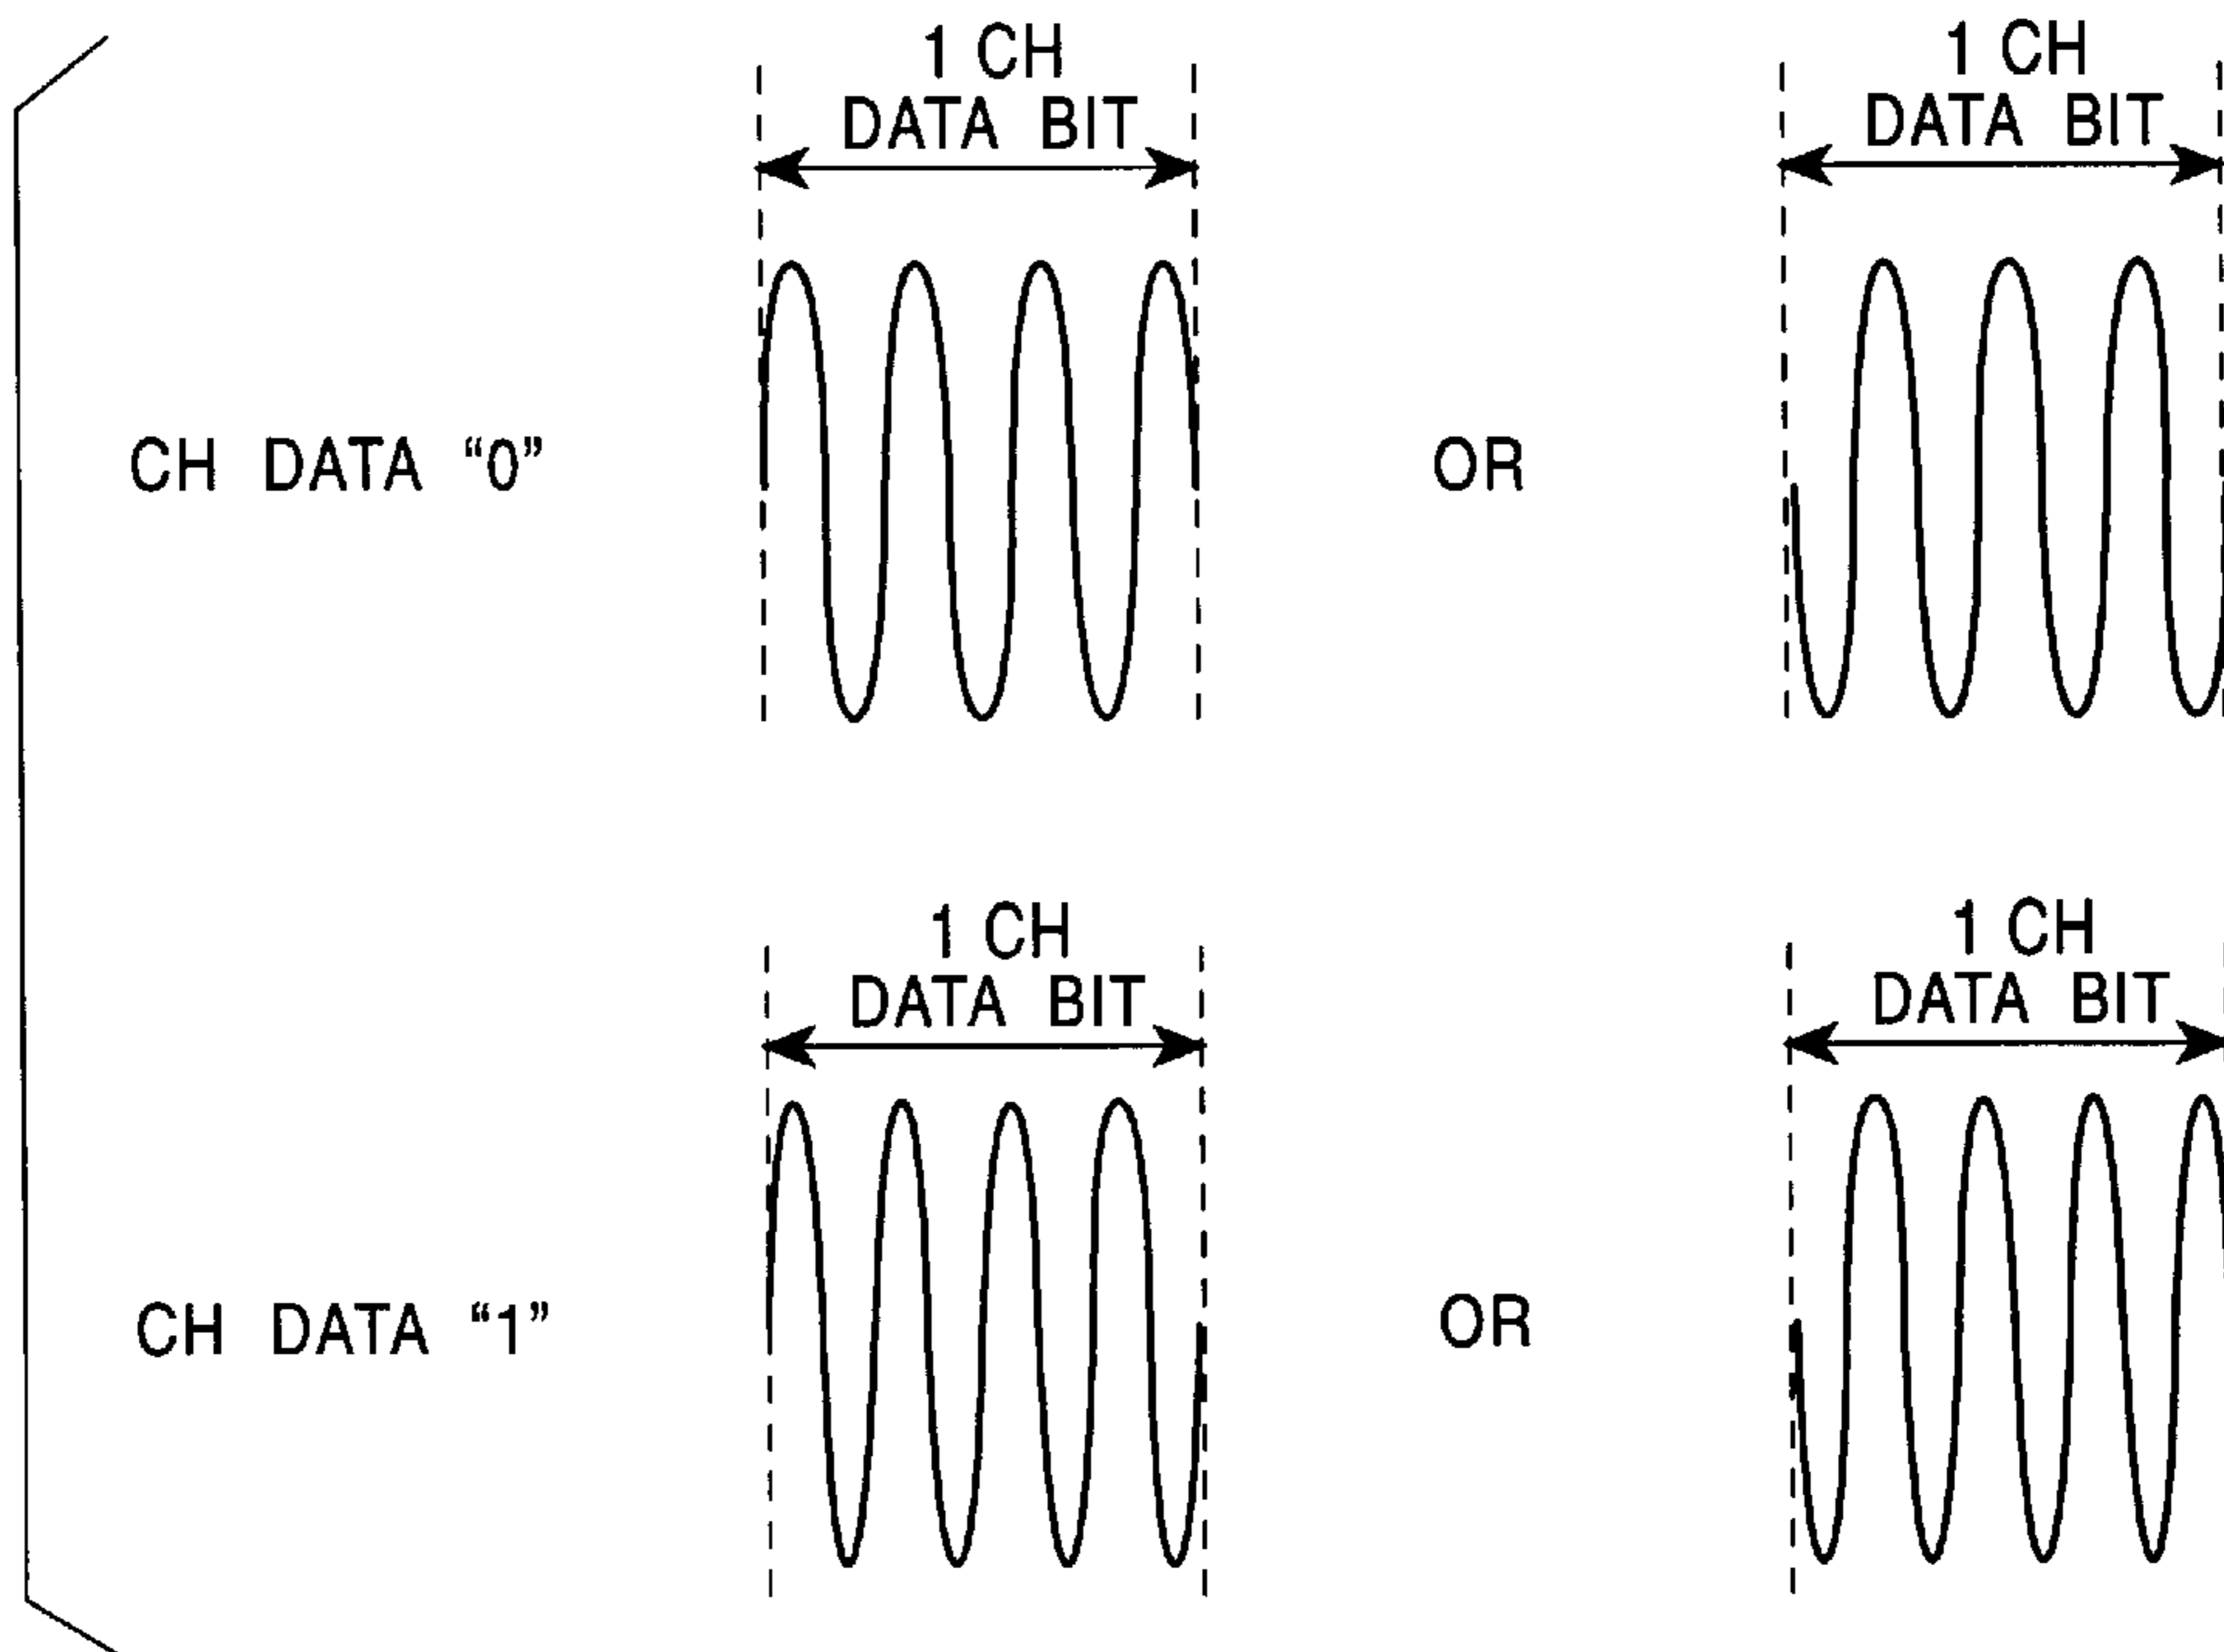 1 CH
DATA BIT
1 CH
DATA BIT
CH DATA “0”
OR
1 CH
DATA BIT
1 CH
DATA BIT
CH DATA “1”
OR